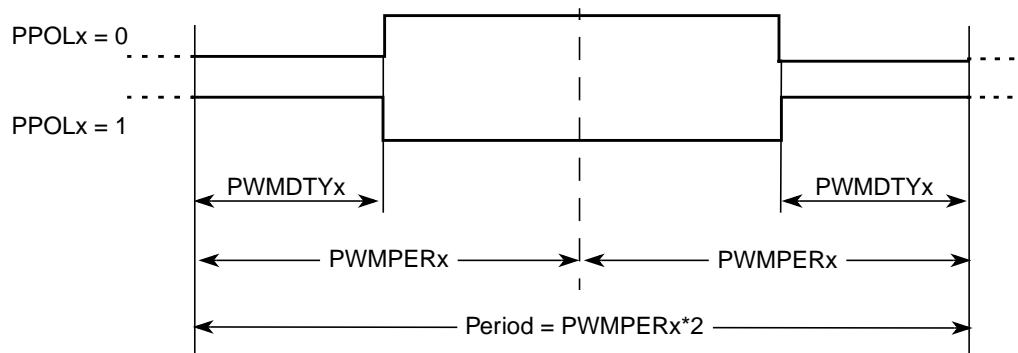 PPOLx = 0
PPOLx = 1
PWMDTYx
PWMDTYx
PWMPERx
PWMPERx
Period = PWMPERx*2